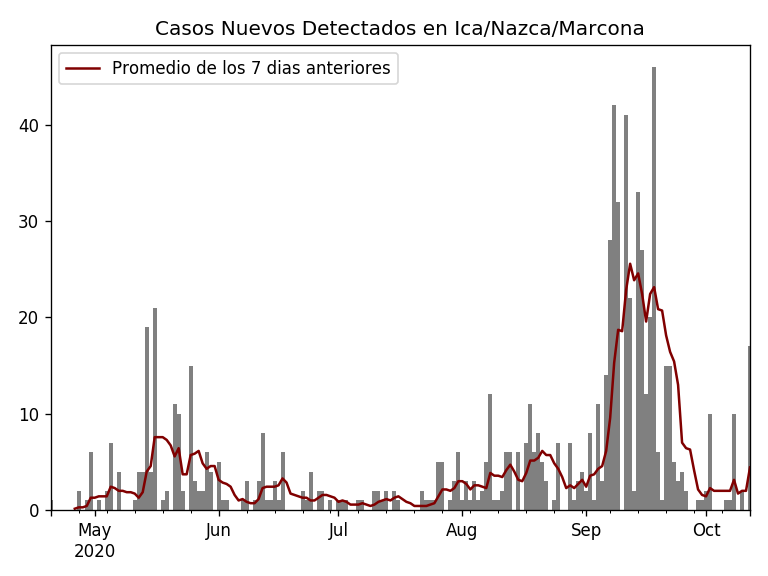 Casos Nuevos Detectados en Ica/Nazca/Marcona
Promedio de los 7 dias anteriores
40
30
20
10
0
May Jun Jul Aug Sep Oct
2020